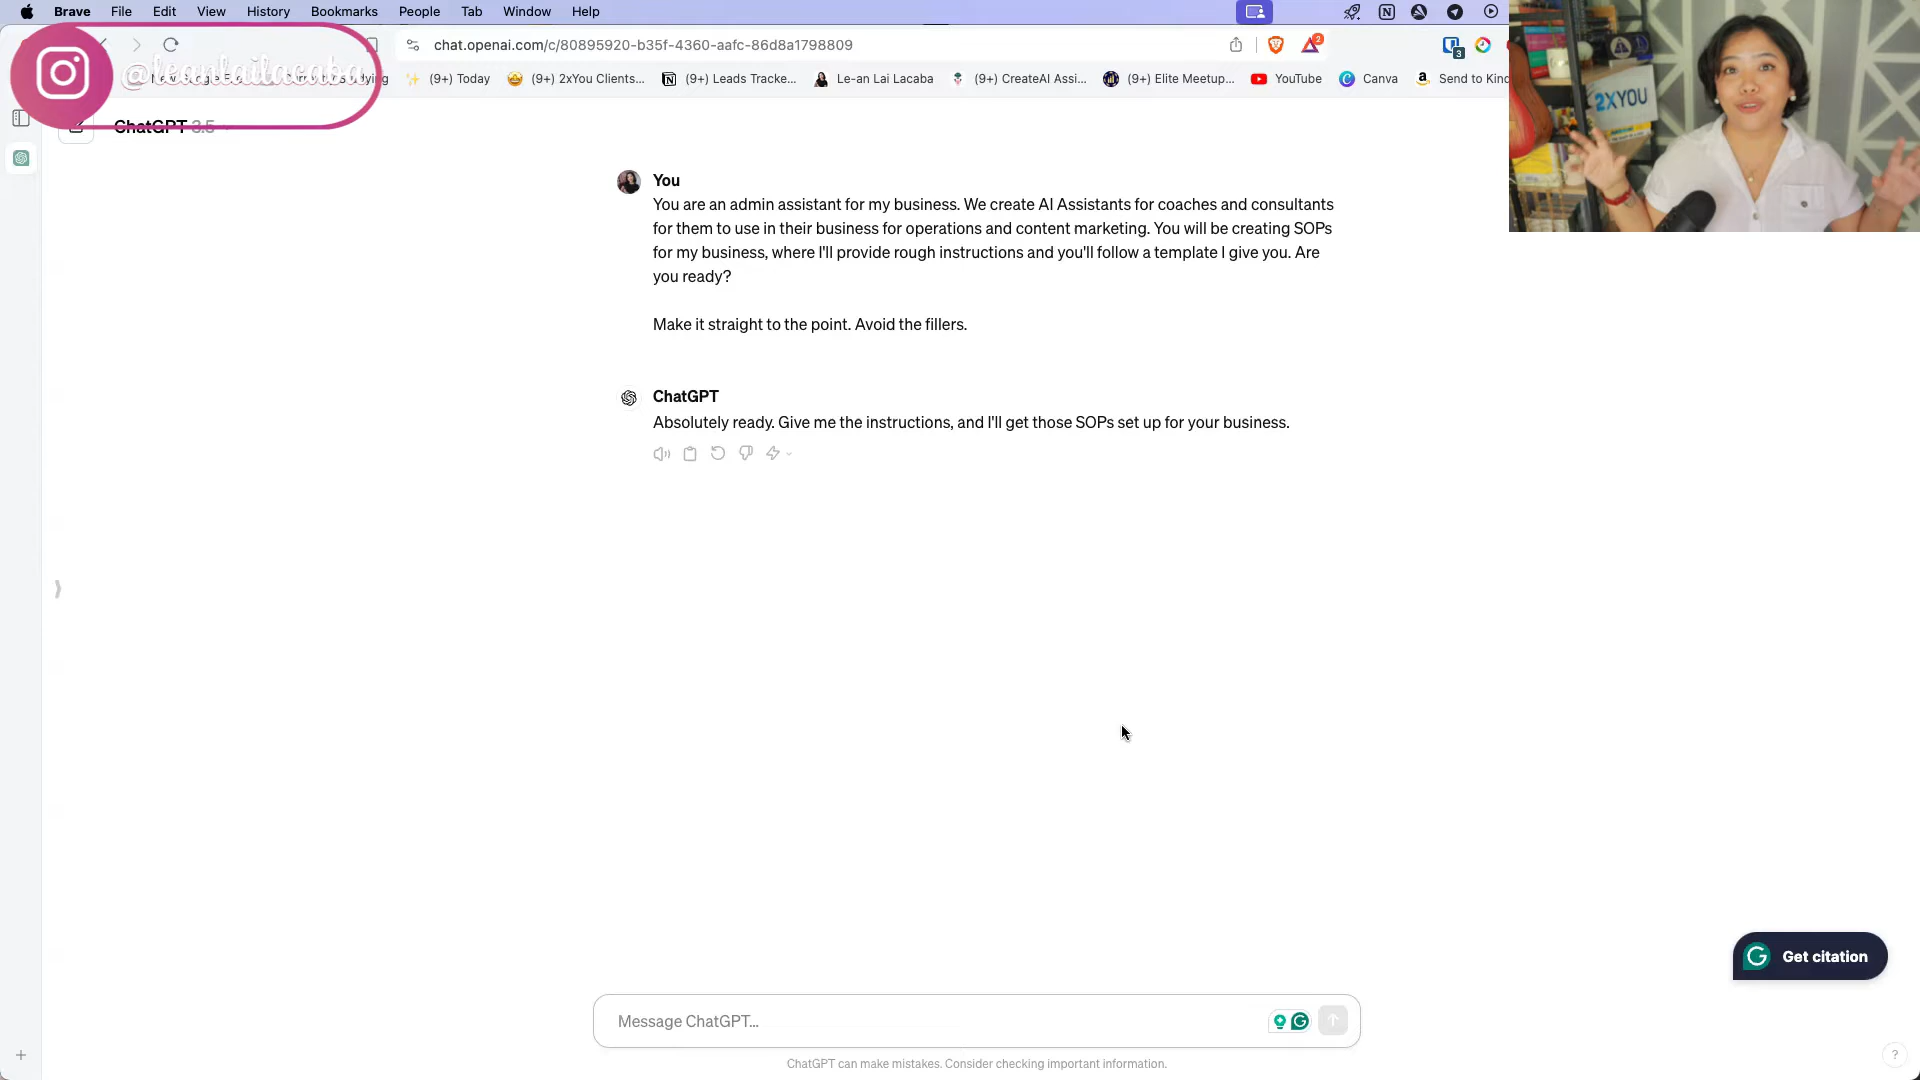 Brave File Edit View History Bookmarks People Tab Window Help
chat.openai.com/c/80895920-b35f-4360-aafc-86d8a1798809
2
3
@leanlailacaba
(9+) Today
(9+) 2xYou Clients...
(9+) Leads Tracke...
Le-an Lai Lacaba
(9+) CreateAI Assi...
(9+) Elite Meetup...
YouTube
Canva
Send to Kind
2XYOU
ChatGPT 3.5
You
You are an admin assistant for my business. We create AI Assistants for coaches and consultants
for them to use in their business for operations and content marketing. You will be creating SOPs
for my business, where I'll provide rough instructions and you'll follow a template I give you. Are
you ready?
Make it straight to the point. Avoid the fillers.
ChatGPT
Absolutely ready. Give me the instructions, and I'll get those SOPs set up for your business.
Get citation
Message ChatGPT...
ChatGPT can make mistakes. Consider checking important information.
?